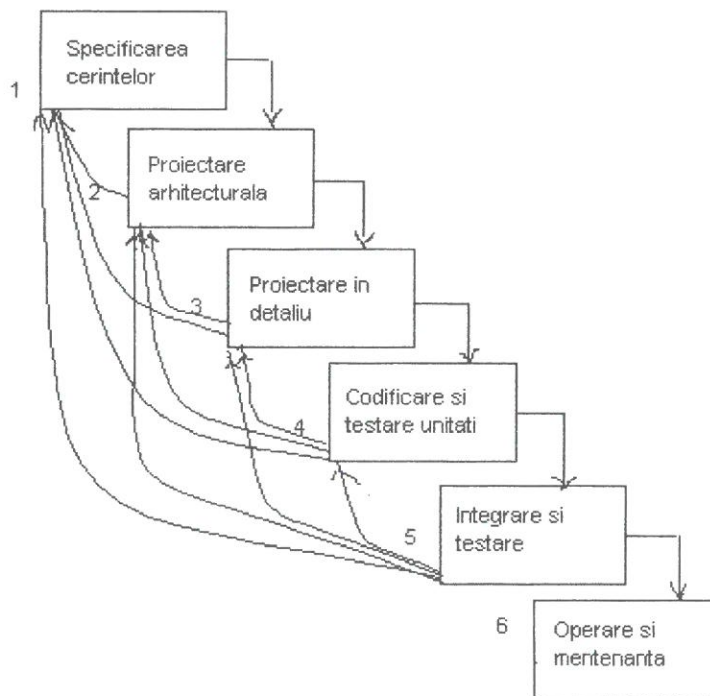 Specificarea
cerintelor
1
Proiectare
arhitecturala
2
Proiectare in
detaliu
3
Codificare si
testare unitati
4
Integrare si
testare
5
Operare si
mentenanta
6